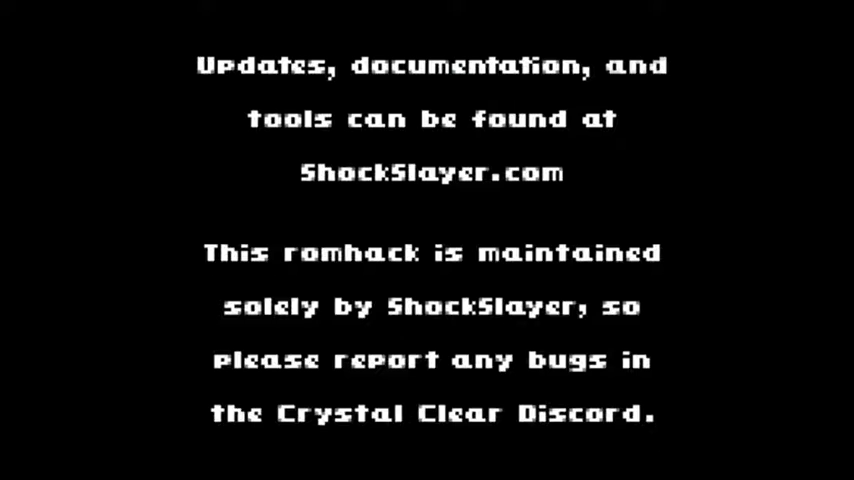 Updates, documentation, and
tools can be found at
ShockSlayer.com
This romhack is maintained
solely by ShockSlayer, so
please report any bugs in
the Crystal Clear Discord.